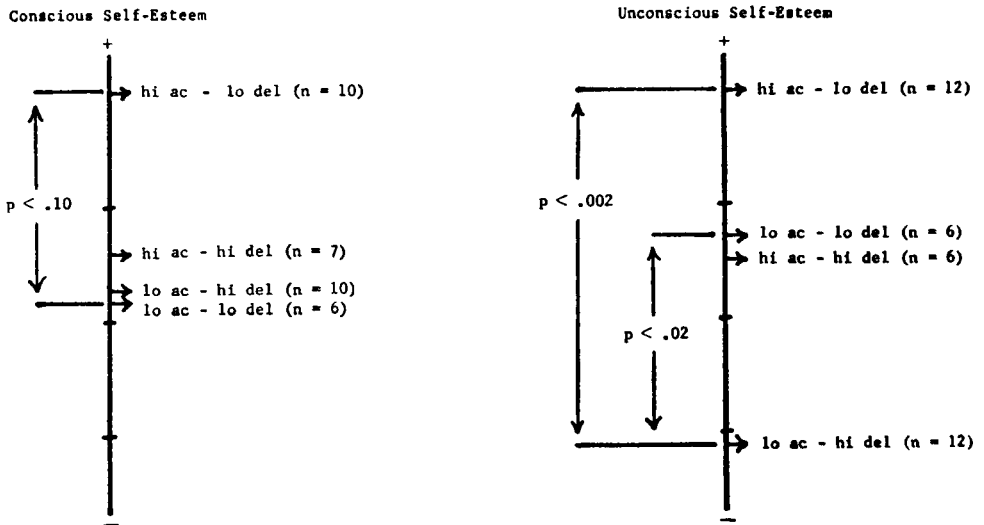 Conscious Self-Esteem
+
hi ac - lo del (n = 10)
p < .10
hi ac - hi del (n = 7)
lo ac - hi del (n = 10)
lo ac - lo del (n = 6)
−
Unconscious Self-Esteem
+
hi ac - lo del (n = 12)
p < .002
lo ac - lo del (n = 6)
hi ac - hi del (n = 6)
p < .02
lo ac - hi del (n = 12)
−